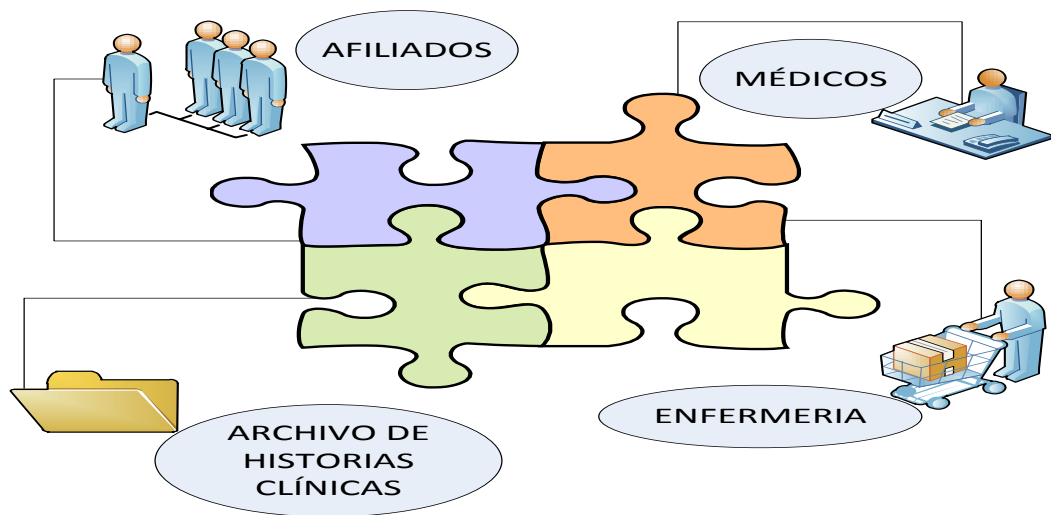 AFILIADOS
MÉDICOS
ENFERMERIA
ARCHIVO DE
HISTORIAS
CLÍNICAS